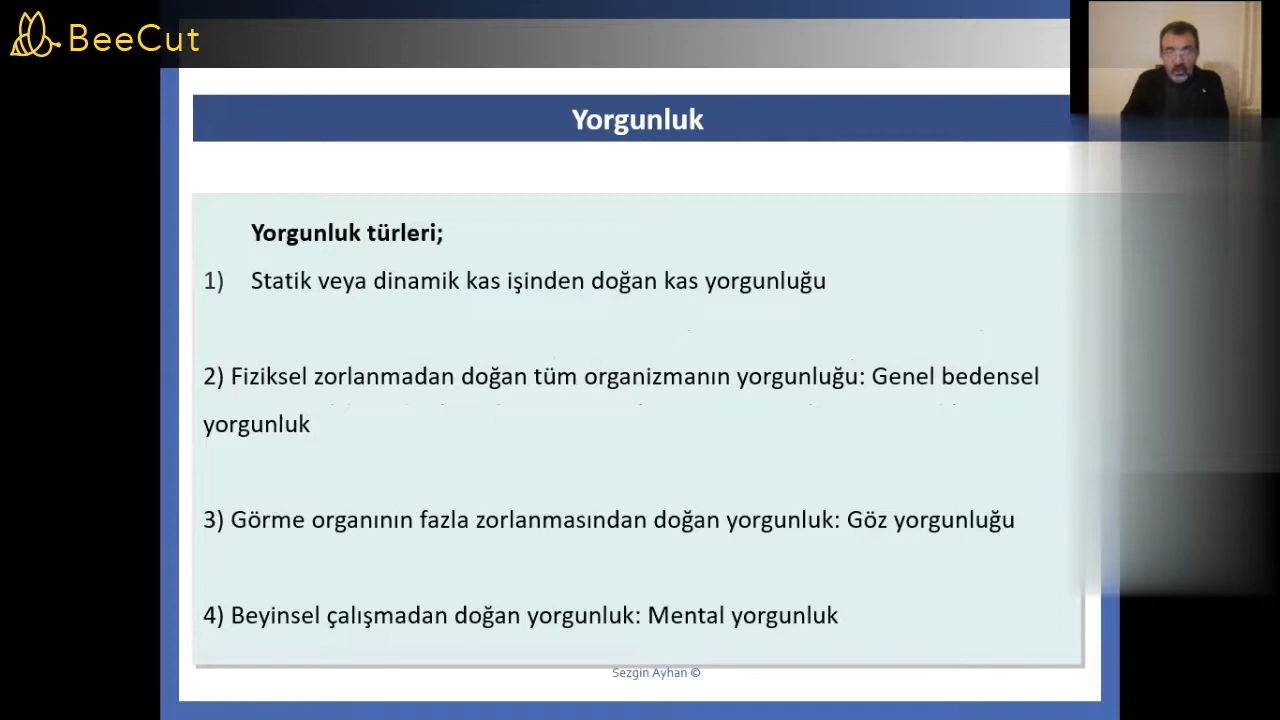 BeeCut
Yorgunluk
Yorgunluk türleri;
1) Statik veya dinamik kas işinden doğan kas yorgunluğu
2) Fiziksel zorlanmadan doğan tüm organizmanın yorgunluğu: Genel bedensel
yorgunluk
3) Görme organının fazla zorlanmasından doğan yorgunluk: Göz yorgunluğu
4) Beyinsel çalışmadan doğan yorgunluk: Mental yorgunluk
Sezgin Ayhan ©